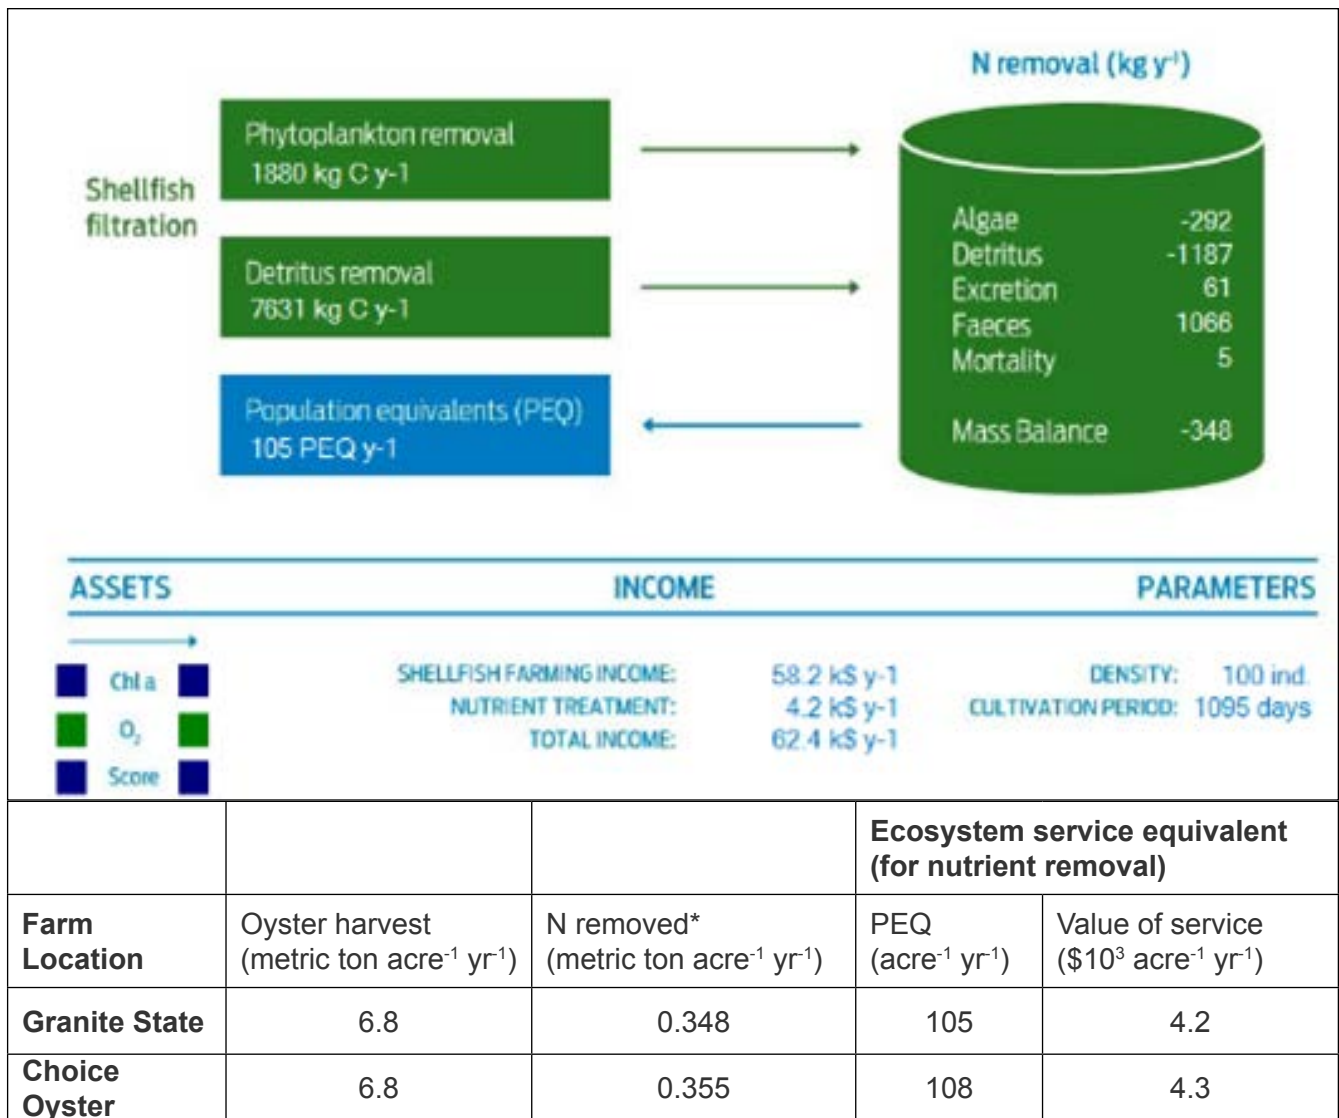 N removal (kg y⁻¹)
Shellfish
filtration
Phytoplankton removal
1880 kg C y-1
Detritus removal
7631 kg C y-1
Population equivalents (PEQ)
105 PEQ y-1
Algae -292
Detritus -1187
Excretion 61
Faeces 1066
Mortality 5
Mass Balance -348
ASSETS INCOME PARAMETERS
Chl a
O₂
Score
SHELLFISH FARMING INCOME: 58.2 k$ y-1
NUTRIENT TREATMENT: 4.2 k$ y-1
TOTAL INCOME: 62.4 k$ y-1
DENSITY: 100 ind.
CULTIVATION PERIOD: 1095 days
Ecosystem service equivalent
(for nutrient removal)
Farm
Location
Oyster harvest
(metric ton acre⁻¹ yr⁻¹)
N removed*
(metric ton acre⁻¹ yr⁻¹)
PEQ
(acre⁻¹ yr⁻¹)
Value of service
($10³ acre⁻¹ yr⁻¹)
Granite State 6.8 0.348 105 4.2
Choice
Oyster
6.8 0.355 108 4.3